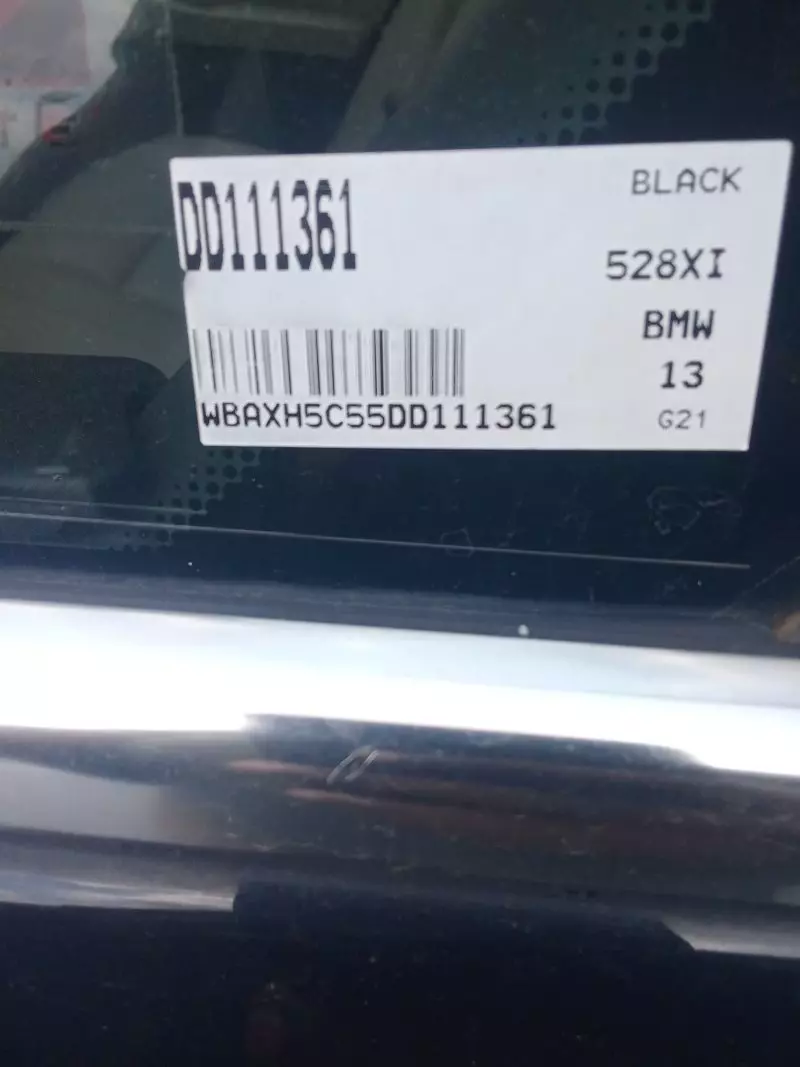 DD111361
BLACK
528XI
BMW
13
WBAXH5C55DD111361
G21